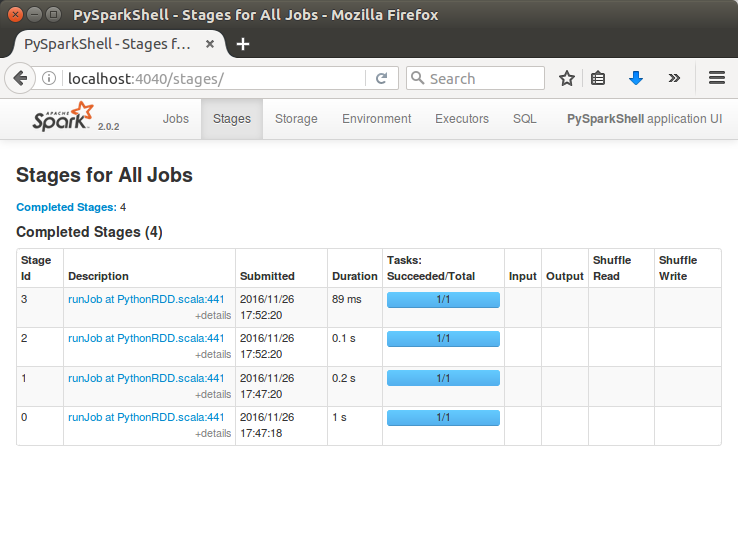 PySparkShell - Stages for All Jobs - Mozilla Firefox
PySparkShell - Stages f...
localhost:4040/stages/
Search
APACHE
Spark 2.0.2
Jobs Stages Storage Environment Executors SQL PySparkShell application UI
Stages for All Jobs
Completed Stages: 4
Completed Stages (4)
Stage Id Description Submitted Duration Tasks: Succeeded/Total Input Output Shuffle Read Shuffle Write
3 runJob at PythonRDD.scala:441 2016/11/26 89 ms 1/1
+details 17:52:20
2 runJob at PythonRDD.scala:441 2016/11/26 0.1 s 1/1
+details 17:52:20
1 runJob at PythonRDD.scala:441 2016/11/26 0.2 s 1/1
+details 17:47:20
0 runJob at PythonRDD.scala:441 2016/11/26 1 s 1/1
+details 17:47:18